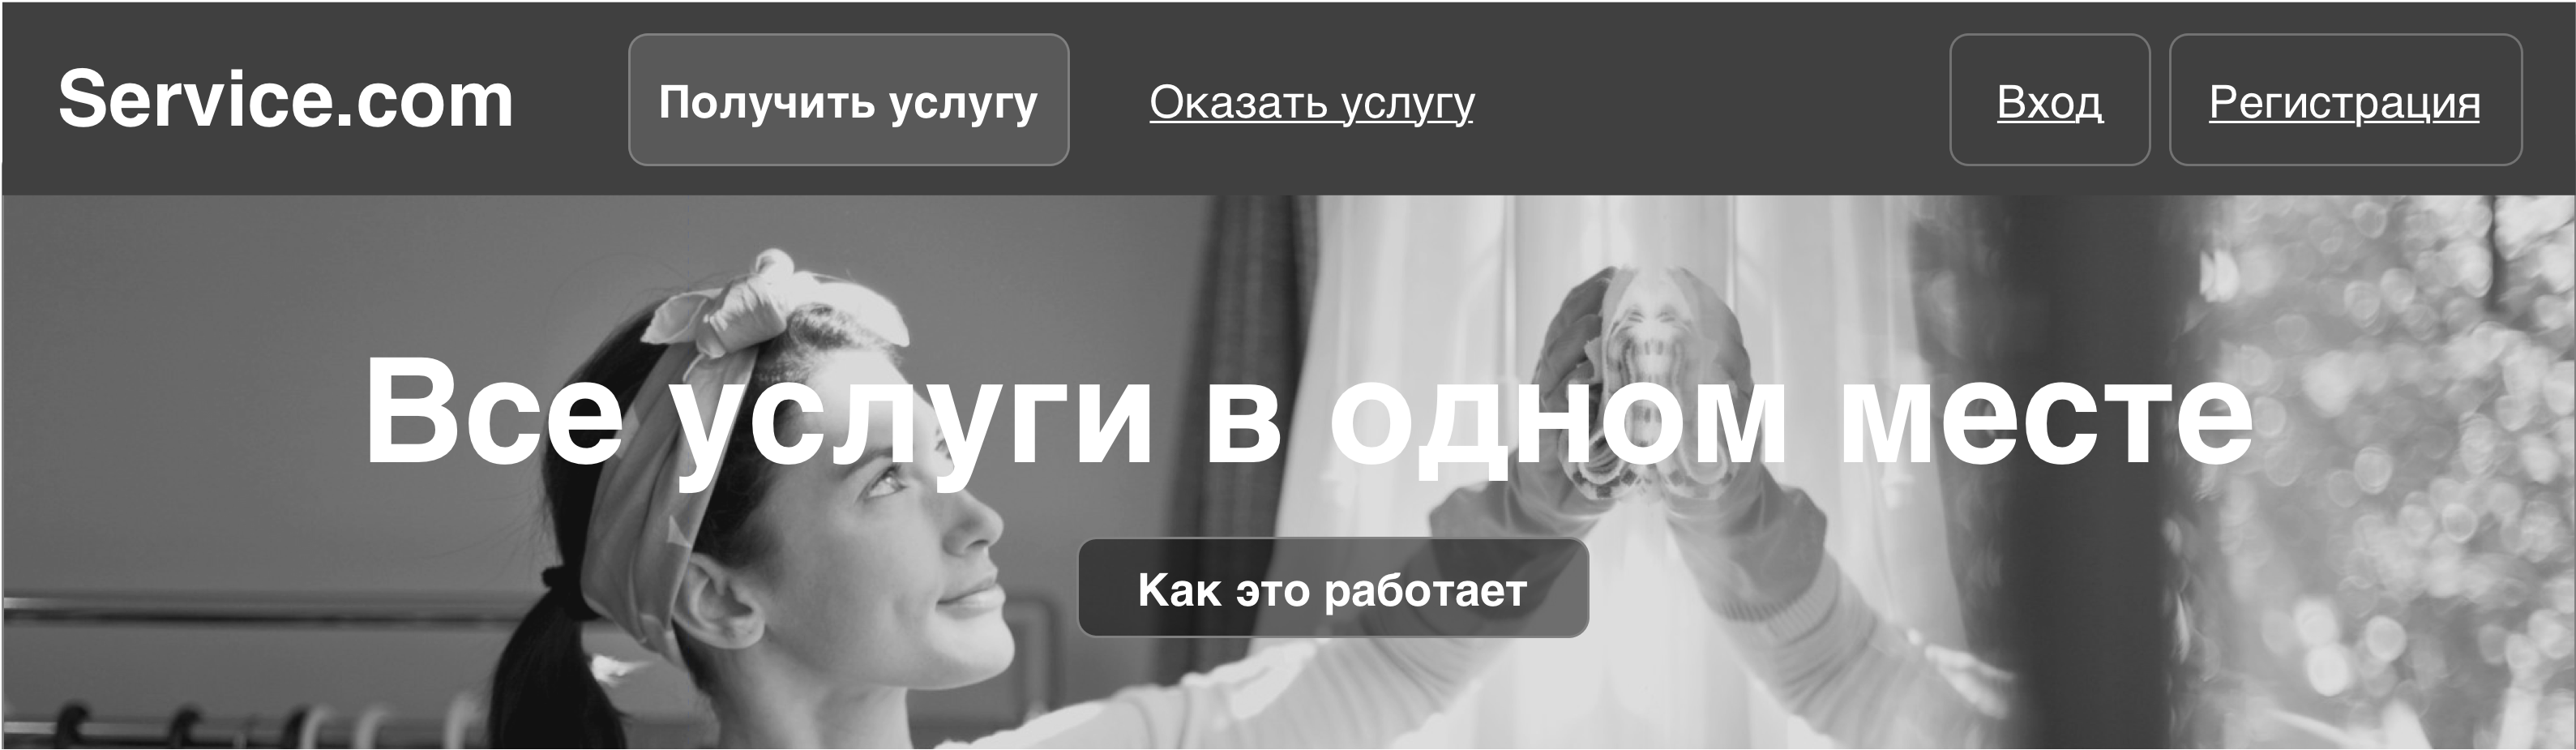 Service.com Получить услугу Оказать услугу Вход Регистрация
Все услуги в одном месте
Как это работает